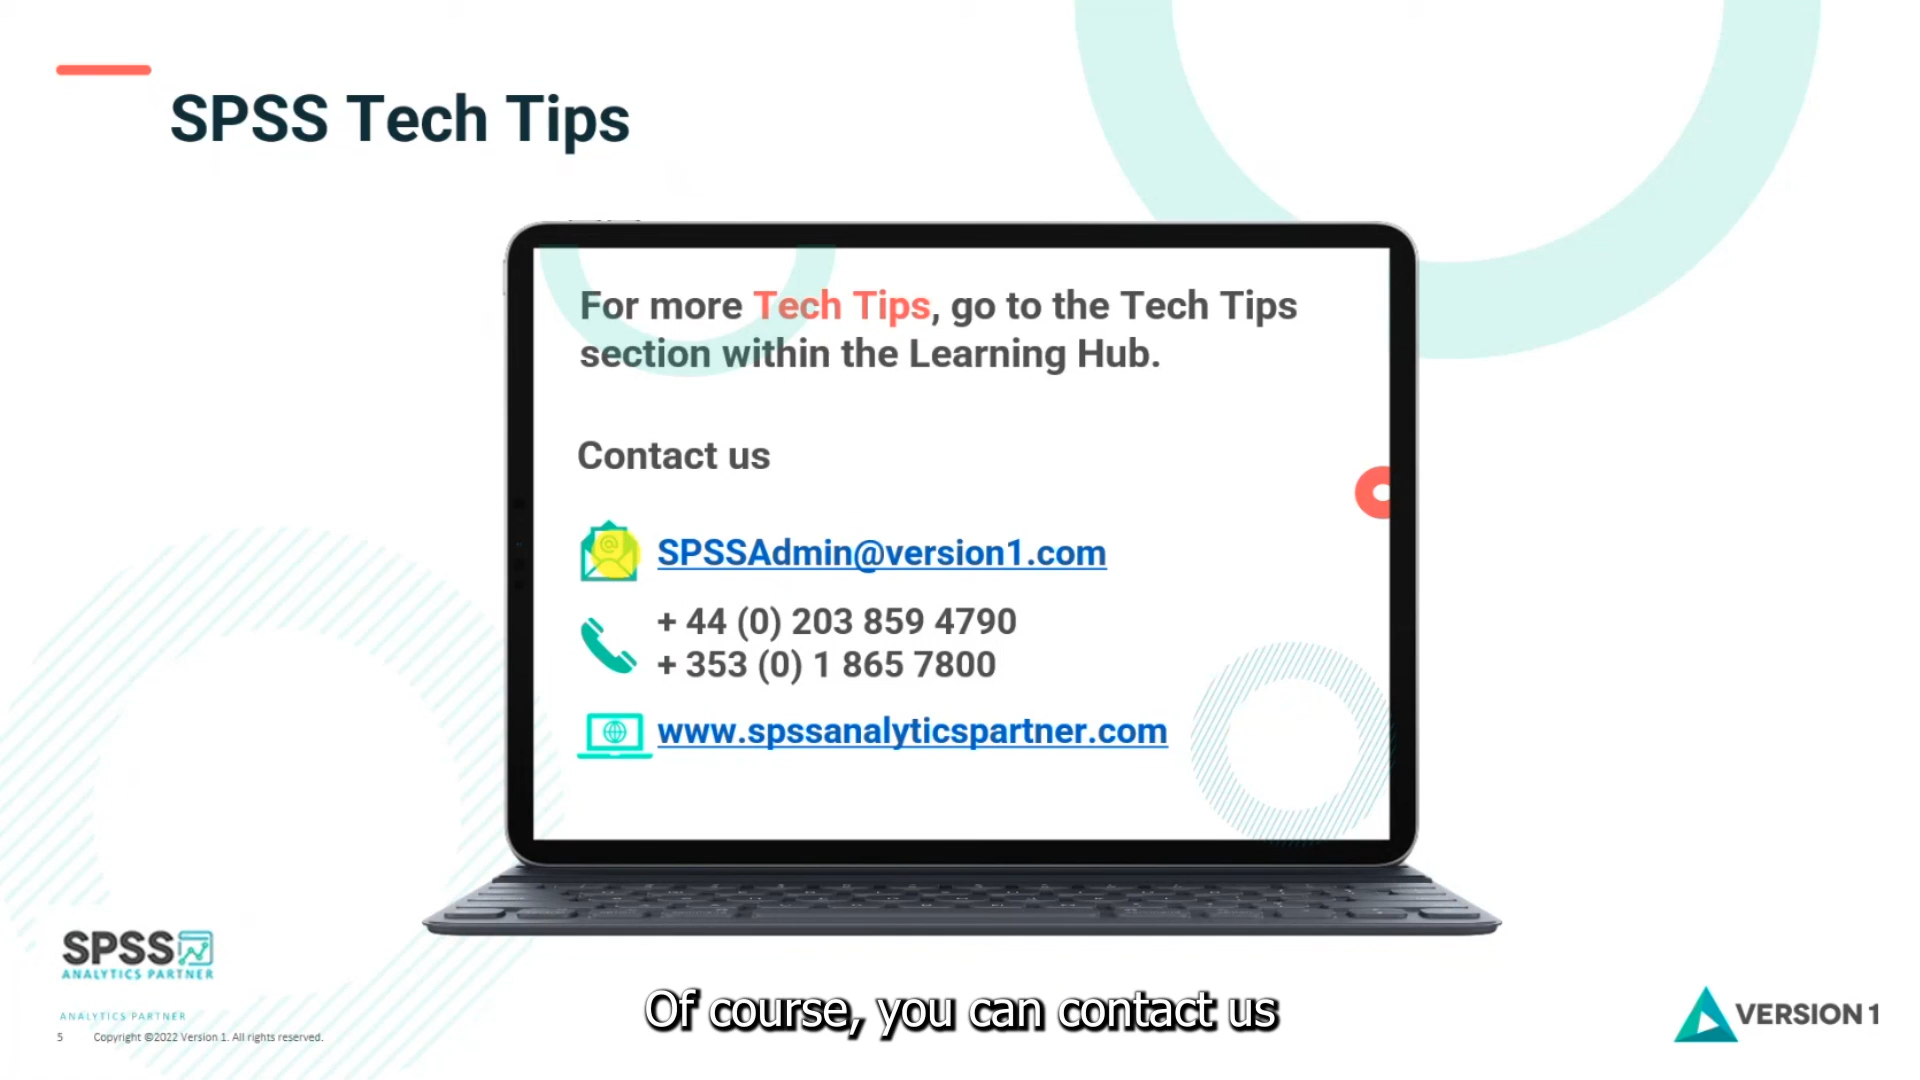 SPSS Tech Tips
For more Tech Tips, go to the Tech Tips
section within the Learning Hub.
Contact us
@
SPSSAdmin@version1.com
+ 44 (0) 203 859 4790
+ 353 (0) 1 865 7800
www.spssanalyticspartner.com
SPSS
ANALYTICS PARTNER
ANALYTICS PARTNER
5 Copyright ©2022 Version 1. All rights reserved.
Of course, you can contact us
VERSION 1